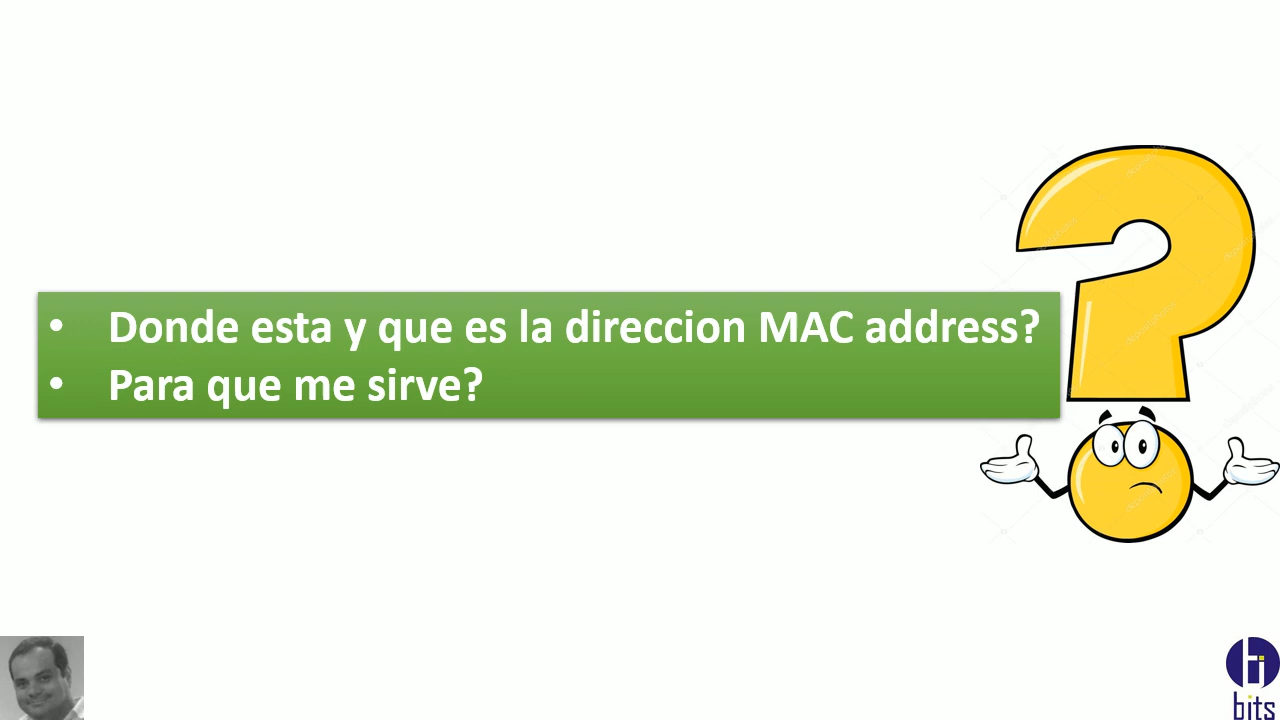 • Donde esta y que es la direccion MAC address?
• Para que me sirve?
bits